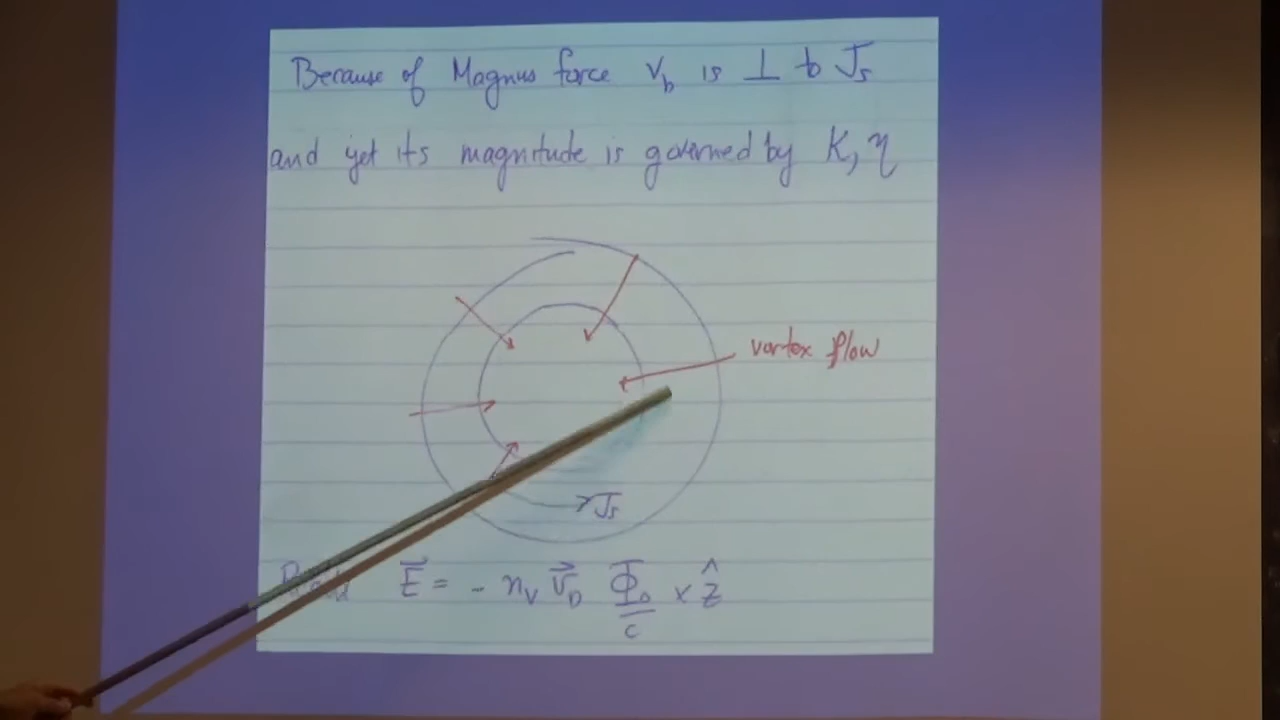 Because of Magnus force V_D is ⊥ to J_s
and yet its magnitude is governed by K, η
vortex flow
J_s
E⃗ = - n_v v⃗_D Φ_0/c × ẑ